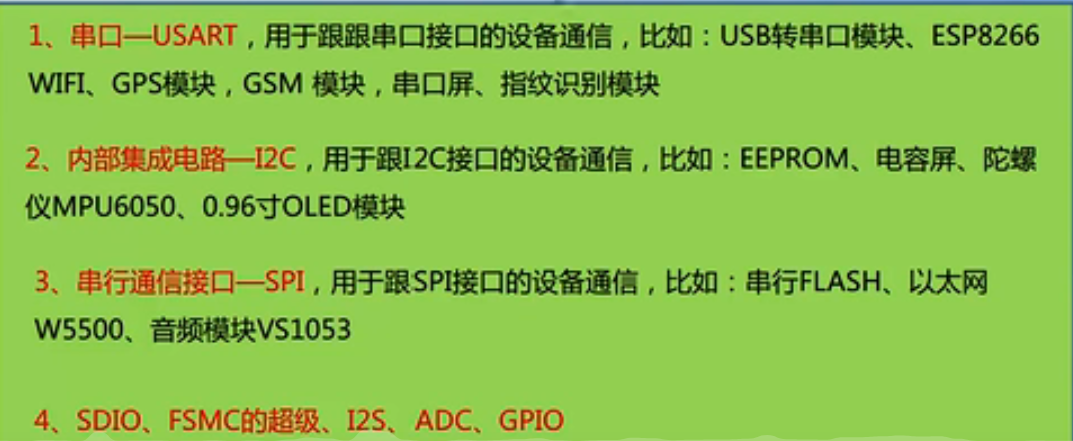 1、串口—USART，用于跟跟串口接口的设备通信，比如：USB转串口模块、ESP8266
WIFI、GPS模块，GSM 模块，串口屏、指纹识别模块
2、内部集成电路—I2C，用于跟I2C接口的设备通信，比如：EEPROM、电容屏、陀螺
仪MPU6050、0.96寸OLED模块
3、串行通信接口—SPI，用于跟SPI接口的设备通信，比如：串行FLASH、以太网
W5500、音频模块VS1053
4、SDIO、FSMC的超级、I2S、ADC、GPIO